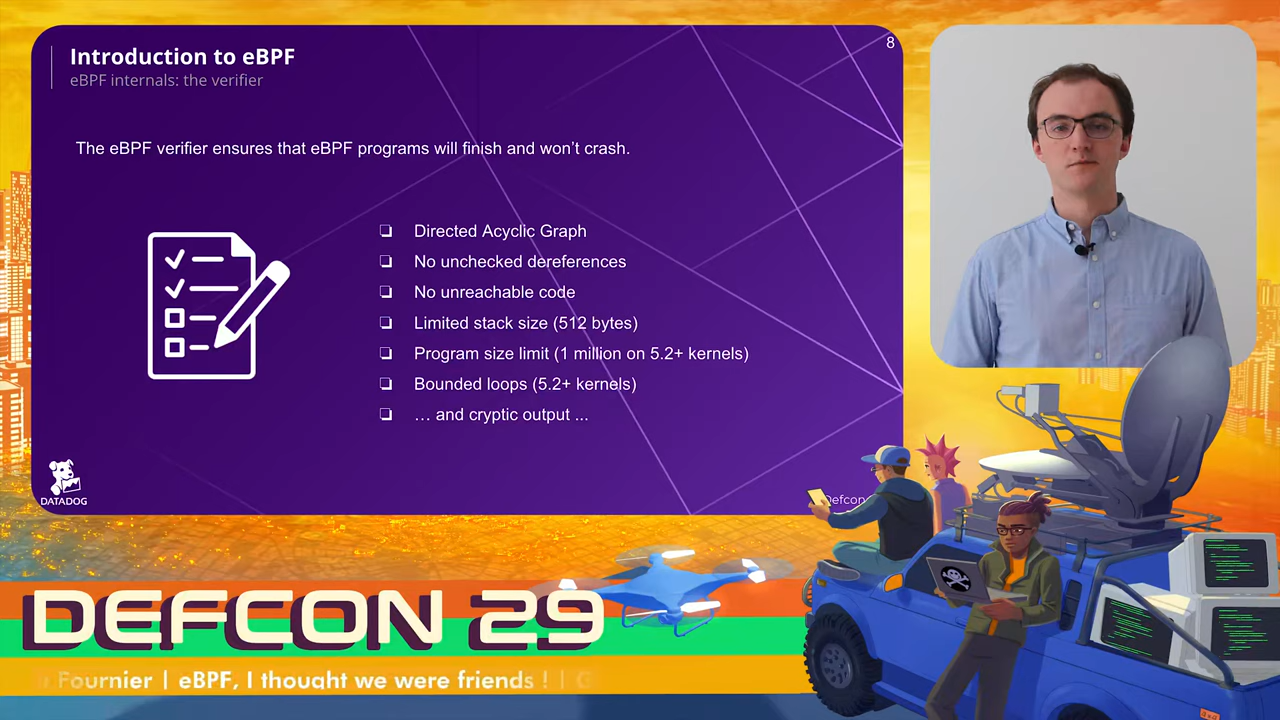 Introduction to eBPF
eBPF internals: the verifier
8
The eBPF verifier ensures that eBPF programs will finish and won't crash.
Directed Acyclic Graph
No unchecked dereferences
No unreachable code
Limited stack size (512 bytes)
Program size limit (1 million on 5.2+ kernels)
Bounded loops (5.2+ kernels)
… and cryptic output ...
DATADOG
Defcon
DEFCON 29
Fournier | eBPF, I thought we were friends ! | G